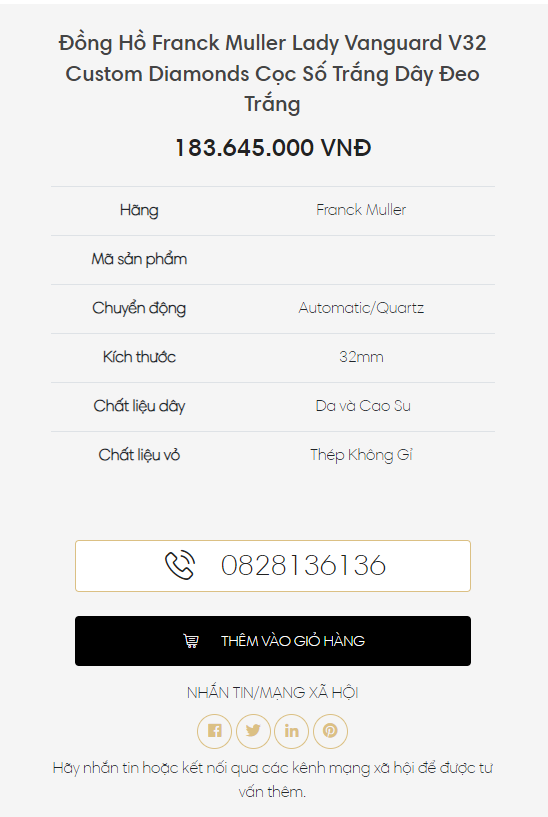 Đồng Hồ Franck Muller Lady Vanguard V32
Custom Diamonds Cọc Số Trắng Dây Đeo
Trắng
183.645.000 VNĐ
Hãng Franck Muller
Mã sản phẩm
Chuyển động Automatic/Quartz
Kích thước 32mm
Chất liệu dây Da và Cao Su
Chất liệu vỏ Thép Không Gỉ
0828136136
THÊM VÀO GIỎ HÀNG
NHẮN TIN/MẠNG XÃ HỘI
Hãy nhắn tin hoặc kết nối qua các kênh mạng xã hội để được tư
vấn thêm.